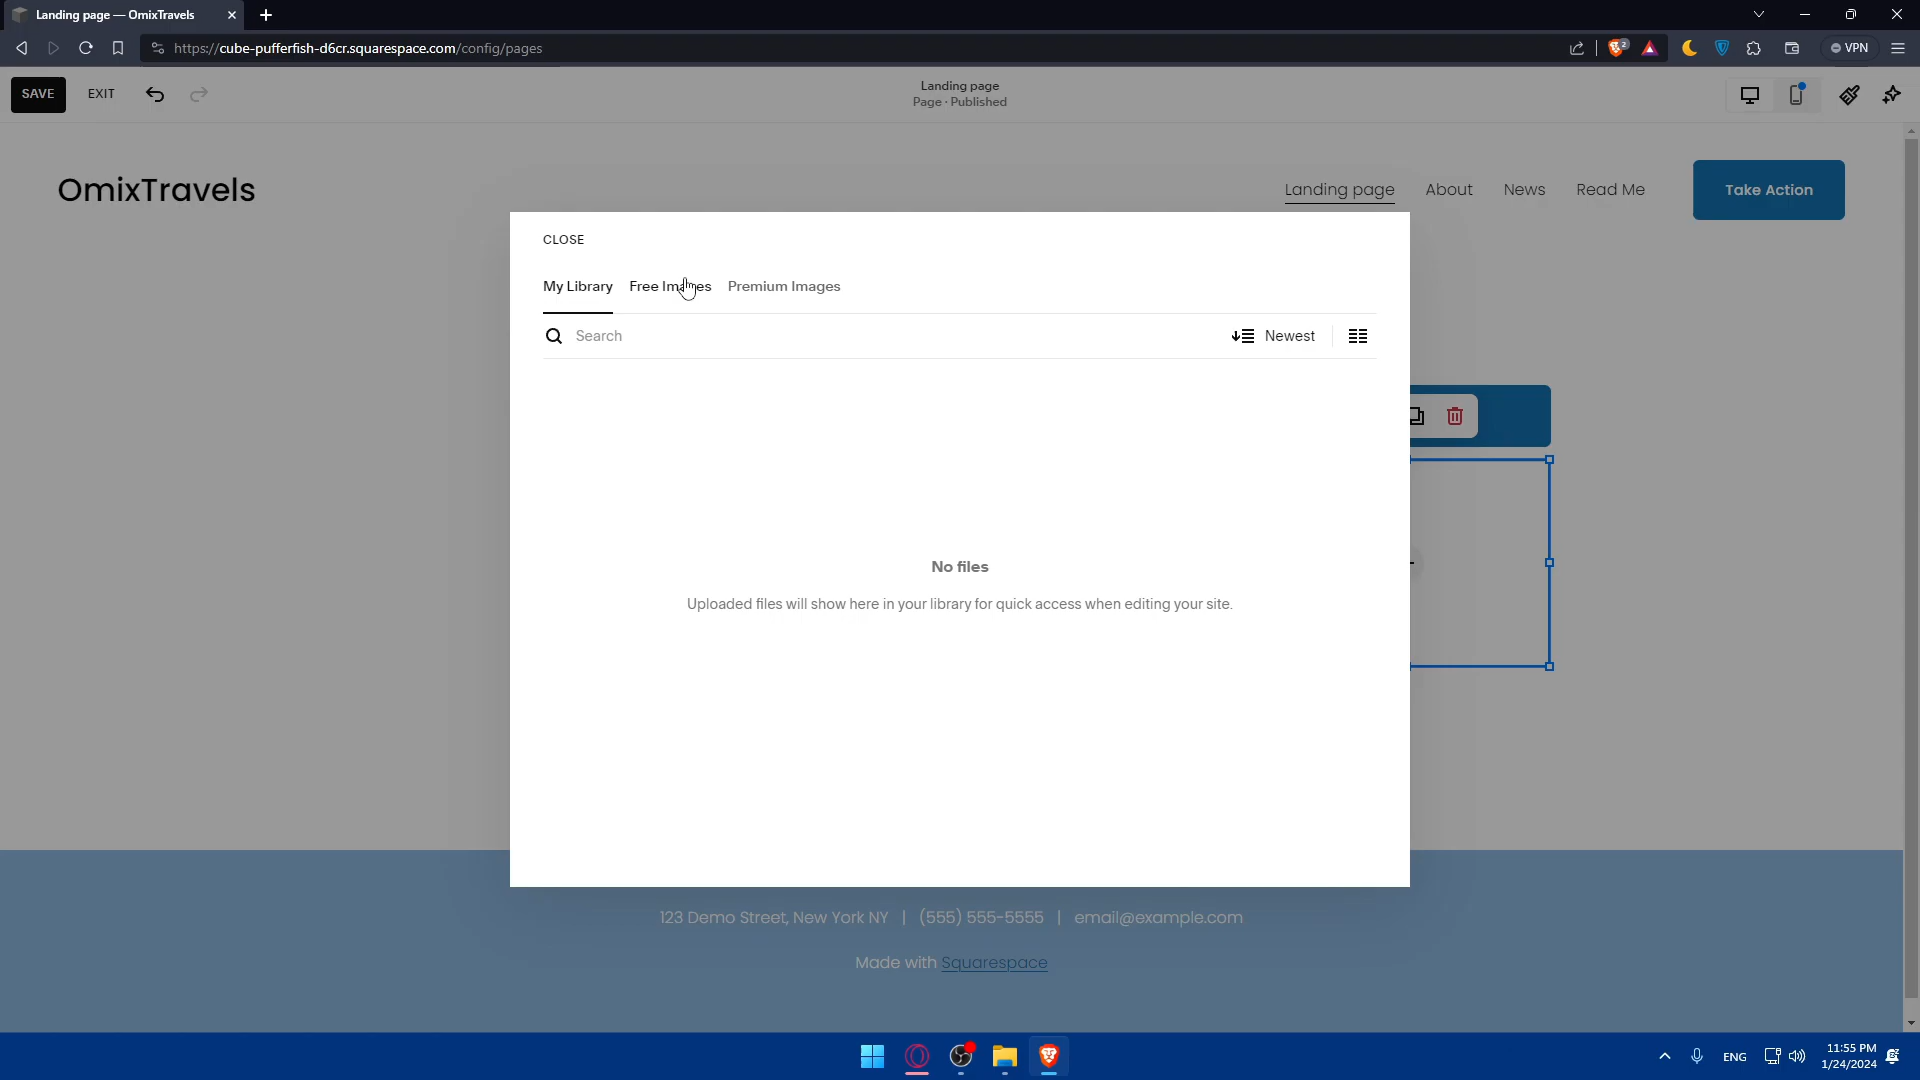 Landing page — OmixTravels
https://cube-pufferfish-d6cr.squarespace.com/config/pages
VPN
SAVE
EXIT
Landing page
Page · Published
OmixTravels
Landing page
About
News
Read Me
Take Action
CLOSE
My Library
Free Images
Premium Images
Search
Newest
No files
Uploaded files will show here in your library for quick access when editing your site.
123 Demo Street, New York NY | (555) 555-5555 | email@example.com
Made with Squarespace
ENG
11:55 PM
1/24/2024